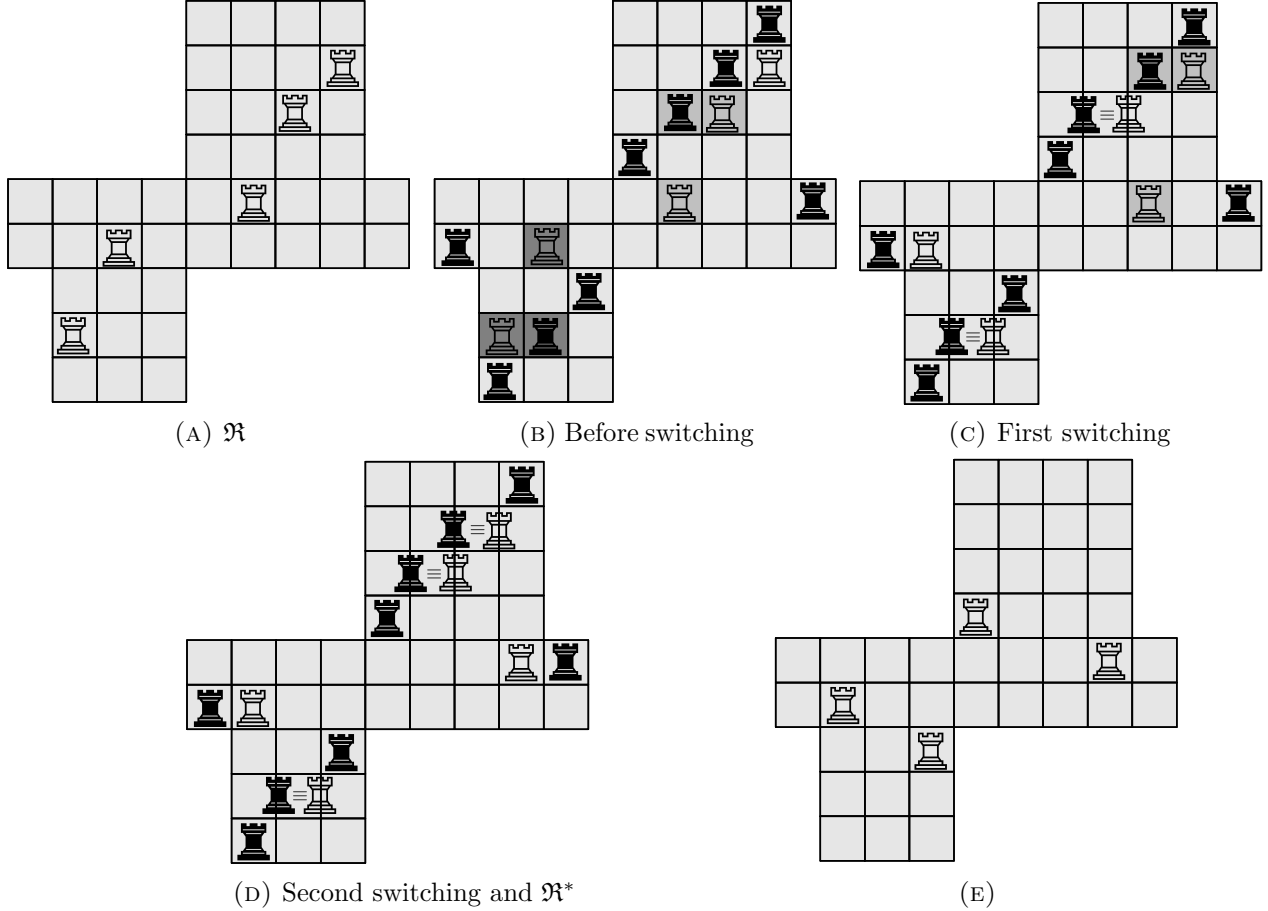 (A) ℜ
(B) Before switching
≡
≡
(C) First switching
≡
≡
≡
(D) Second switching and ℜ*
(E)